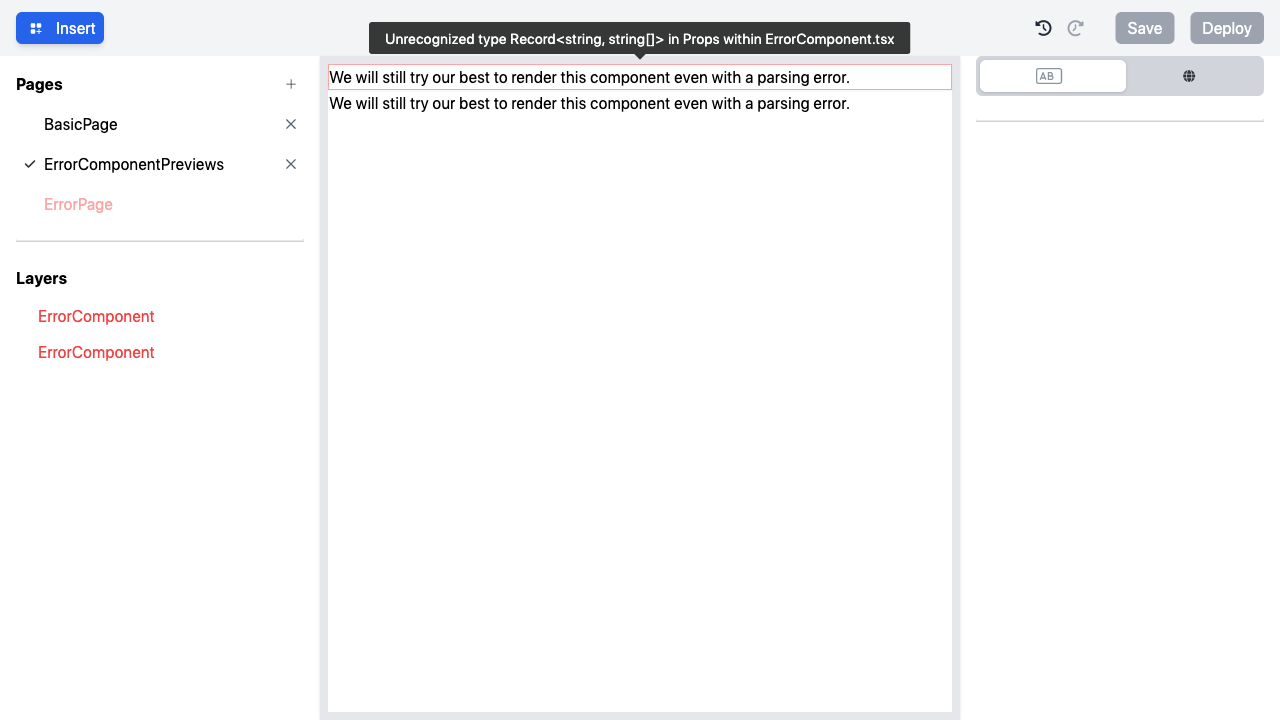 Insert
Unrecognized type Record<string, string[]> in Props within ErrorComponent.tsx
Save
Deploy
Pages
BasicPage
ErrorComponentPreviews
ErrorPage
Layers
ErrorComponent
ErrorComponent
We will still try our best to render this component even with a parsing error.
We will still try our best to render this component even with a parsing error.
AB